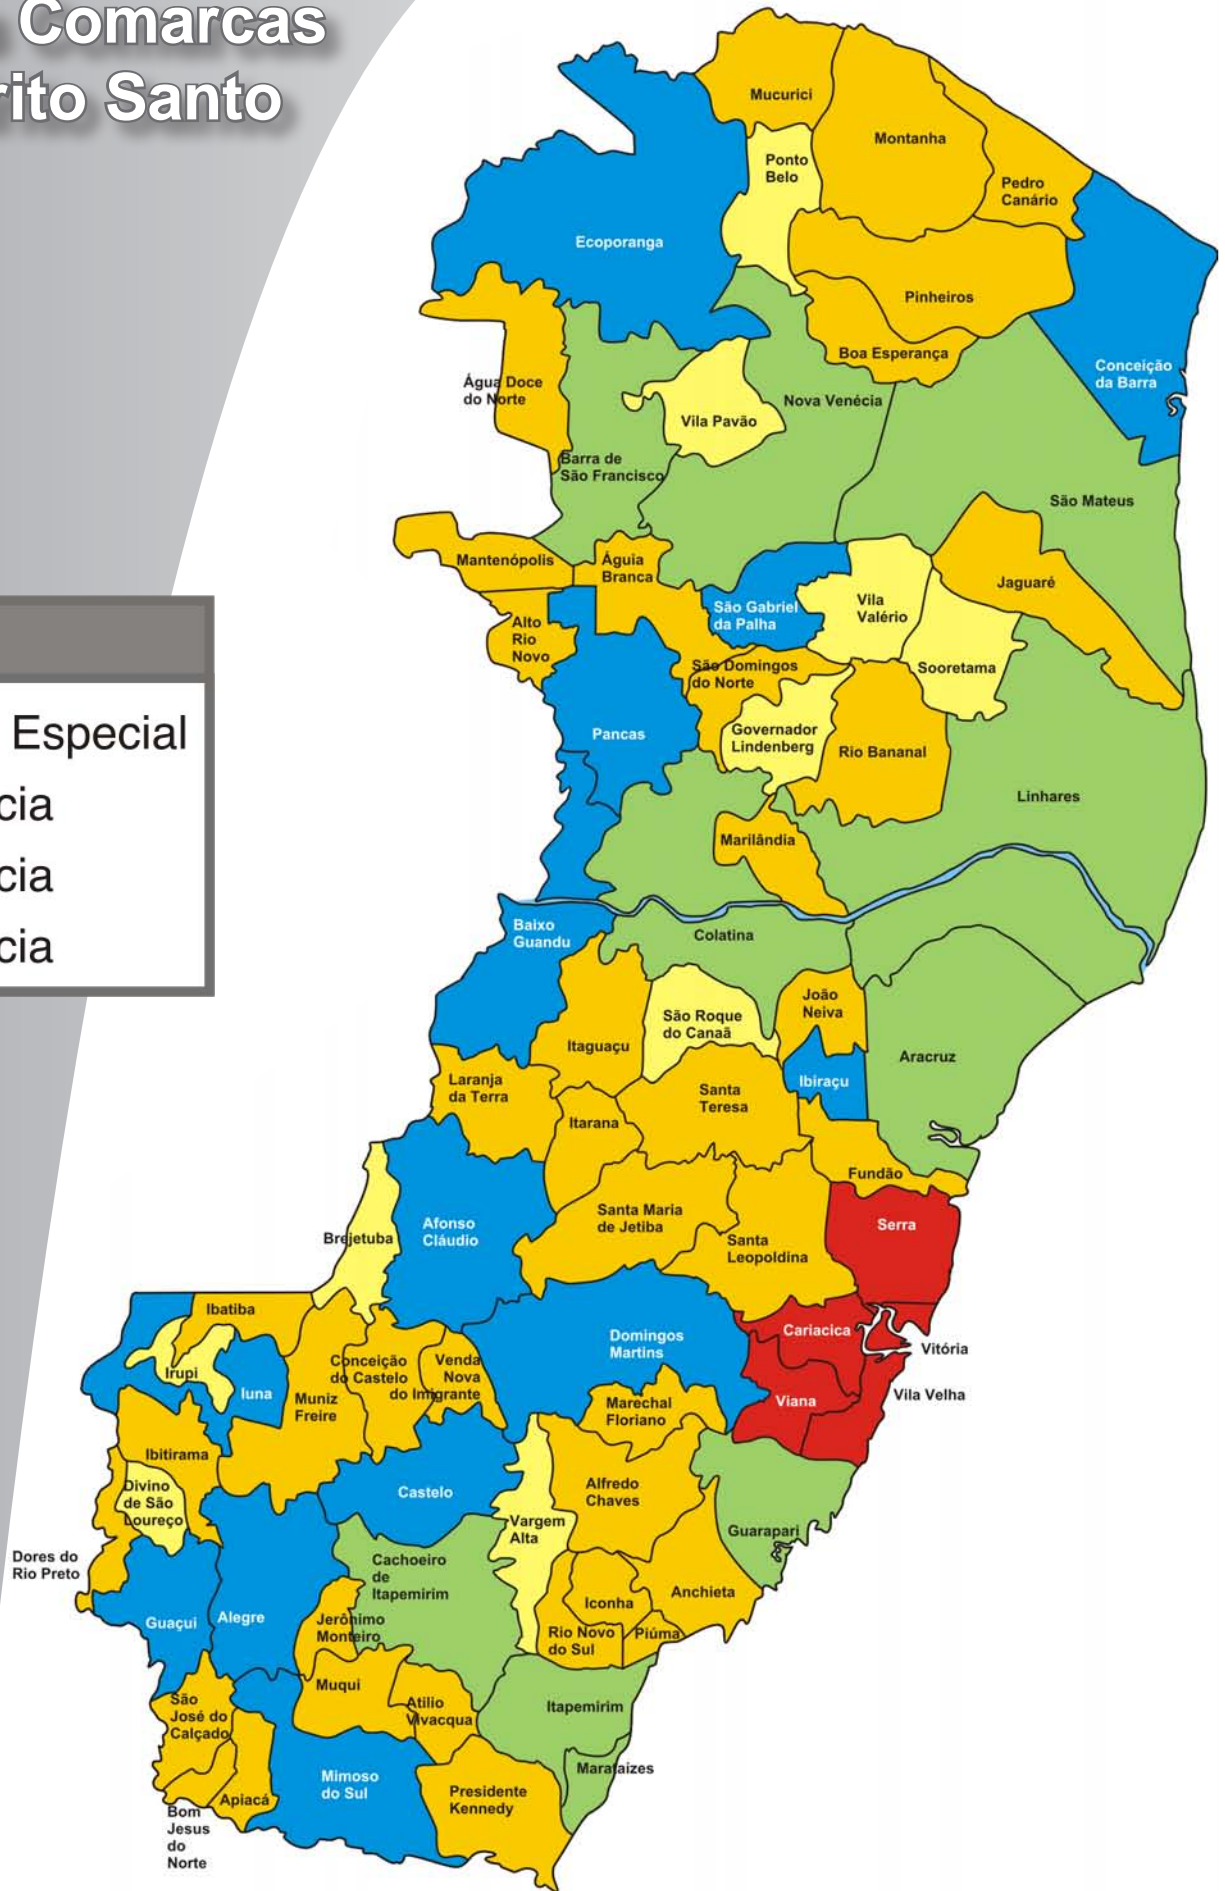 Comarcas
rito Santo
Especial
cia
cia
cia
Mucurici
Montanha
Ponto
Belo
Pedro
Canário
Ecoporanga
Pinheiros
Boa Esperança
Conceição
da Barra
Água Doce
do Norte
Nova Venécia
Vila Pavão
Barra de
São Francisco
São Mateus
Mantenópolis
Águia
Branca
Jaguaré
São Gabriel
da Palha
Vila
Valério
Alto
Rio
Novo
São Domingos
do Norte
Sooretama
Pancas
Governador
Lindenberg
Rio Bananal
Linhares
Marilândia
Baixo
Guandu
Colatina
João
Neiva
São Roque
do Canaã
Itaguaçu
Aracruz
Laranja
da Terra
Santa
Teresa
Ibiraçu
Itarana
Fundão
Santa Maria
de Jetiba
Afonso
Cláudio
Brejetuba
Serra
Santa
Leopoldina
Ibatiba
Cariacica
Domingos
Martins
Vitória
Irupi
Conceição
do Castelo
Venda
Nova
do Imigrante
Iuna
Muniz
Freire
Viana
Vila Velha
Marechal
Floriano
Ibitirama
Divino
de São
Loureço
Castelo
Alfredo
Chaves
Vargem
Alta
Guarapari
Dores do
Rio Preto
Cachoeiro
de
Itapemirim
Anchieta
Iconha
Guaçui
Alegre
Jerônimo
Monteiro
Rio Novo
do Sul
Piúma
Muqui
São
José do
Calçado
Atilio
Vivacqua
Itapemirim
Marataizes
Mimoso
do Sul
Presidente
Kennedy
Apiacá
Bom
Jesus
do
Norte